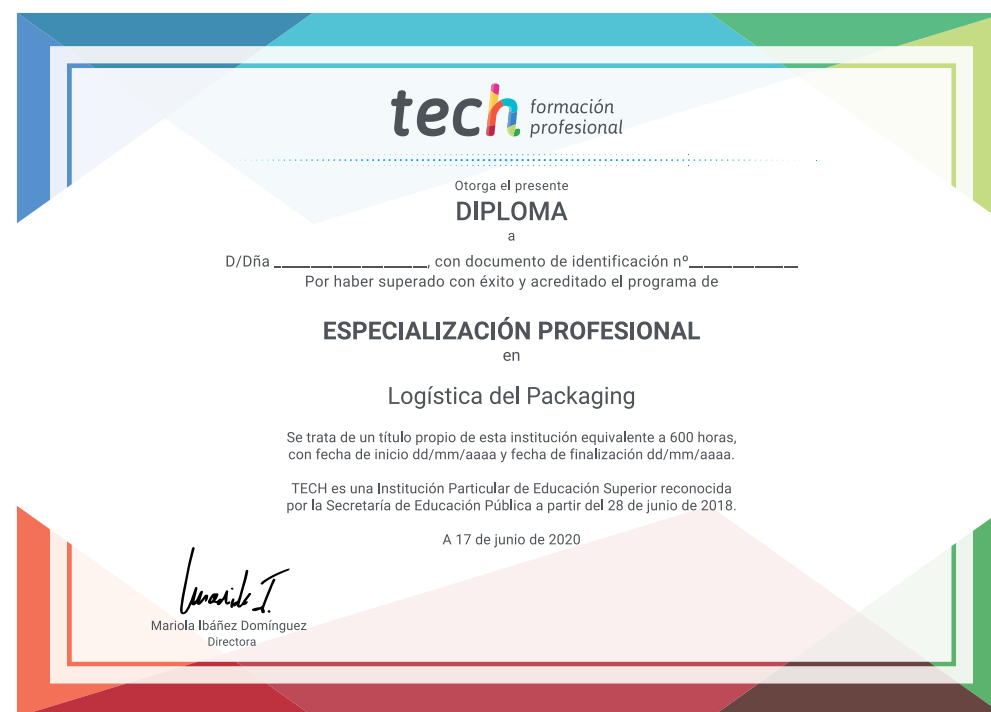 tech formación
profesional
Otorga el presente
DIPLOMA
a
D/Dña ____________________, con documento de identificación nº______________
Por haber superado con éxito y acreditado el programa de
ESPECIALIZACIÓN PROFESIONAL
en
Logística del Packaging
Se trata de un título propio de esta institución equivalente a 600 horas,
con fecha de inicio dd/mm/aaaa y fecha de finalización dd/mm/aaaa.
TECH es una Institución Particular de Educación Superior reconocida
por la Secretaría de Educación Pública a partir del 28 de junio de 2018.
A 17 de junio de 2020
Mariola I.
Mariola Ibáñez Domínguez
Directora